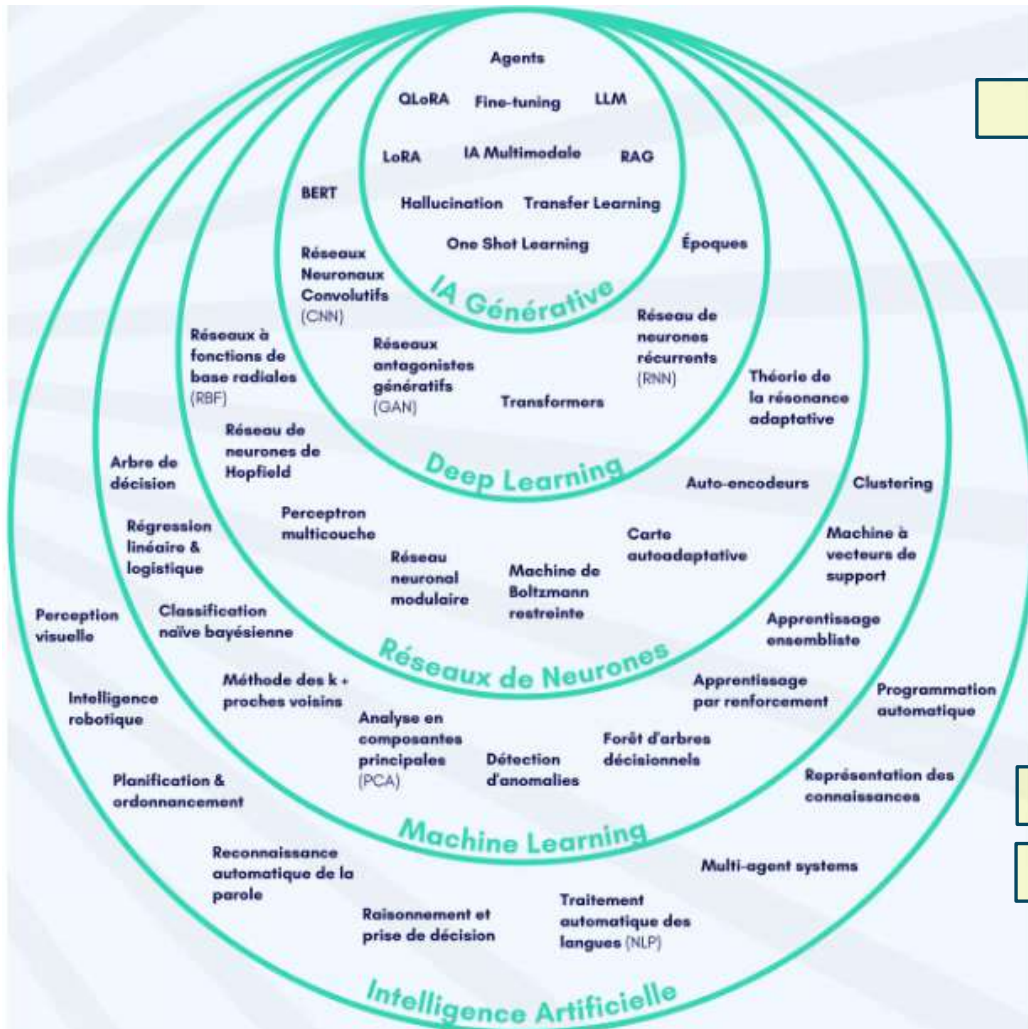 Agents
QLoRA
Fine-tuning
LLM
LoRA
IA Multimodale
RAG
Hallucination
Transfer Learning
One Shot Learning
IA Générative
BERT
Époques
Réseaux
Neuronaux
Convolutifs
(CNN)
Réseaux
antagonistes
génératifs
(GAN)
Transformers
Réseau de
neurones
récurrents
(RNN)
Deep Learning
Réseaux à
fonctions de
base radiales
(RBF)
Théorie de
la résonance
adaptative
Réseau de
neurones de
Hopfield
Auto-encodeurs
Perceptron
multicouche
Réseau
neuronal
modulaire
Machine de
Boltzmann
restreinte
Carte
autoadaptative
Réseaux de Neurones
Arbre de
décision
Clustering
Régression
linéaire &
logistique
Machine à
vecteurs de
support
Classification
naïve bayésienne
Apprentissage
ensembliste
Méthode des k +
proches voisins
Apprentissage
par renforcement
Analyse en
composantes
principales
(PCA)
Détection
d'anomalies
Forêt d'arbres
décisionnels
Machine Learning
Perception
visuelle
Intelligence
robotique
Programmation
automatique
Planification &
ordonnancement
Représentation des
connaissances
Reconnaissance
automatique de la
parole
Multi-agent systems
Raisonnement et
prise de décision
Traitement
automatique des
langues (NLP)
Intelligence Artificielle